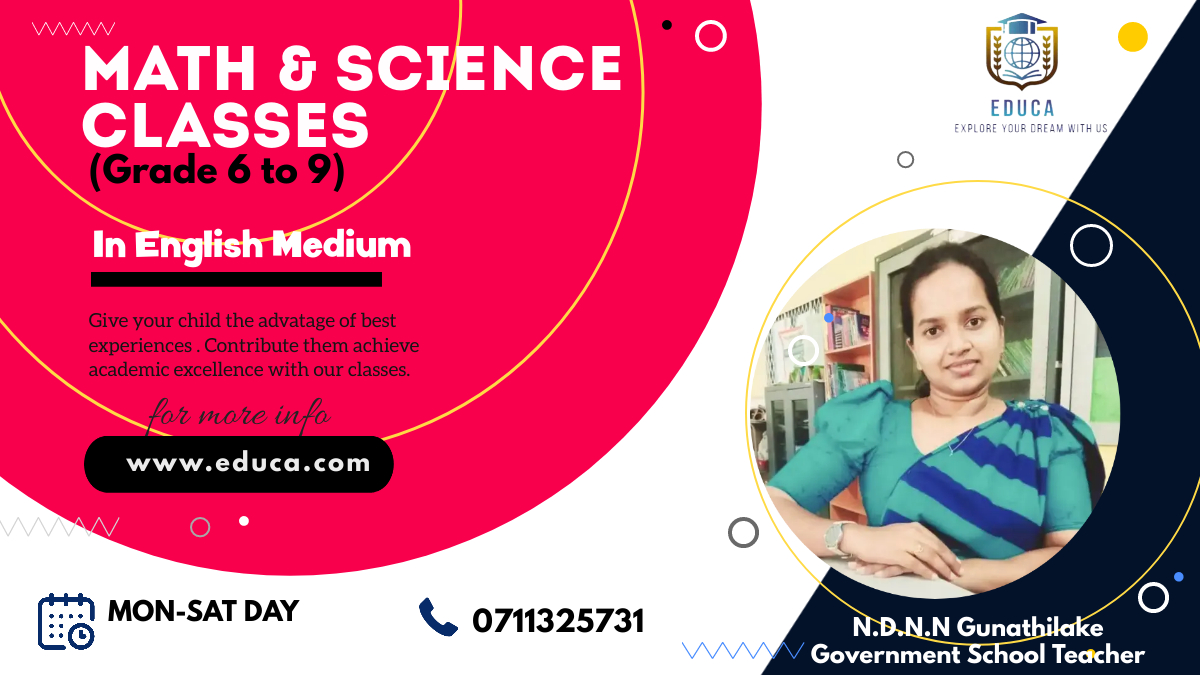 MATH & SCIENCE
CLASSES
(Grade 6 to 9)
In English Medium
Give your child the advatage of best
experiences . Contribute them achieve
academic excellence with our classes.
for more info
www.educa.com
MON-SAT DAY
0711325731
EDUCA
EXPLORE YOUR DREAM WITH US
N.D.N.N Gunathilake
Government School Teacher